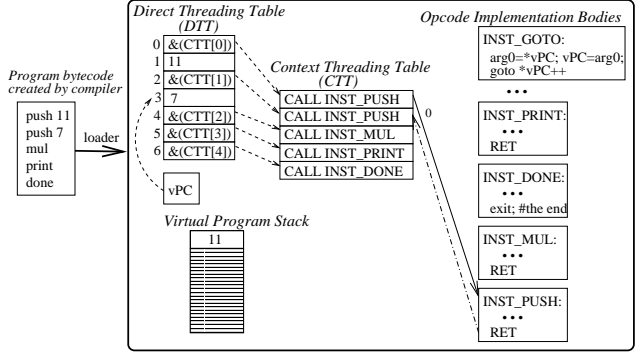 Direct Threading Table
(DTT)
Opcode Implementation Bodies
0 &(CTT[0])
1 11
2 &(CTT[1])
3 7
4 &(CTT[2])
5 &(CTT[3])
6 &(CTT[4])
vPC
Program bytecode
created by compiler
push 11
push 7
mul
print
done
loader
Context Threading Table
(CTT)
CALL INST_PUSH
CALL INST_PUSH
CALL INST_MUL
CALL INST_PRINT
CALL INST_DONE
0
Virtual Program Stack
11
INST_GOTO:
arg0=*vPC; vPC=arg0;
goto *vPC++
•••
INST_PRINT:
•••
RET
INST_DONE:
•••
exit; #the end
INST_MUL:
•••
RET
INST_PUSH:
•••
RET